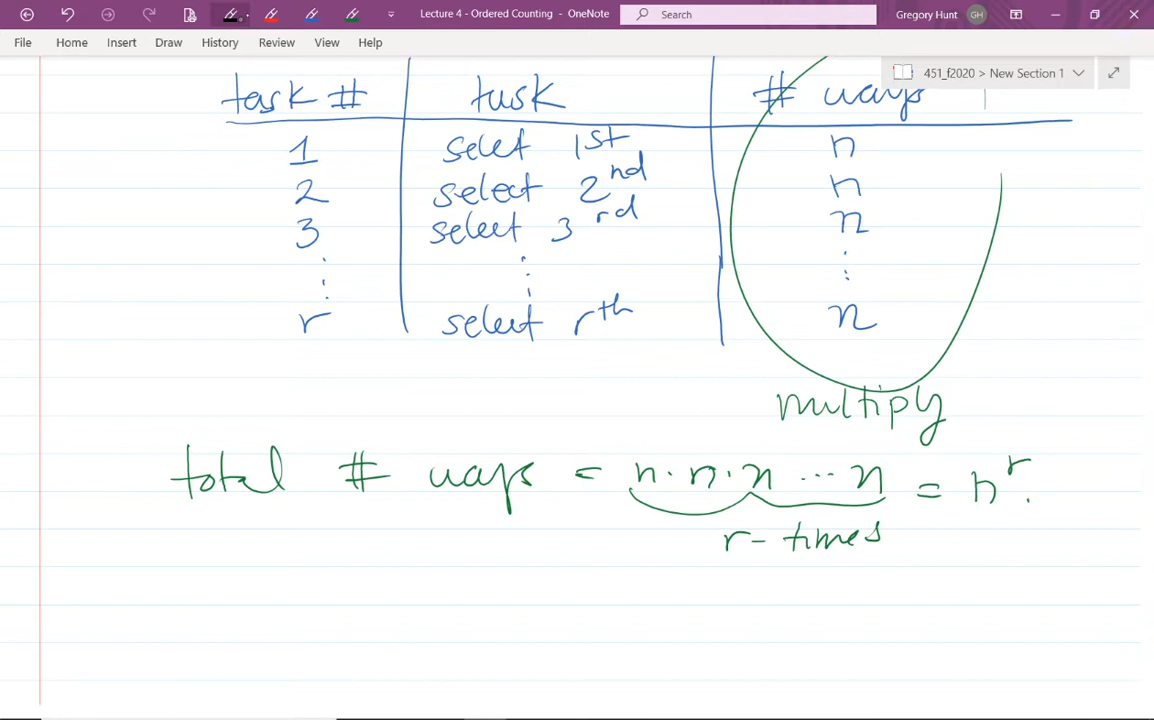 Lecture 4 - Ordered Counting - OneNote
Search
Gregory Hunt GH
File Home Insert Draw History Review View Help
451_f2020 > New Section 1
task # task # ways
1 selet 1st n
2 select 2nd n
3 select 3rd n
⋮ ⋮ ⋮
r select rth n
multiply
total # ways = n·n·n ··· n = n^r.
r- times